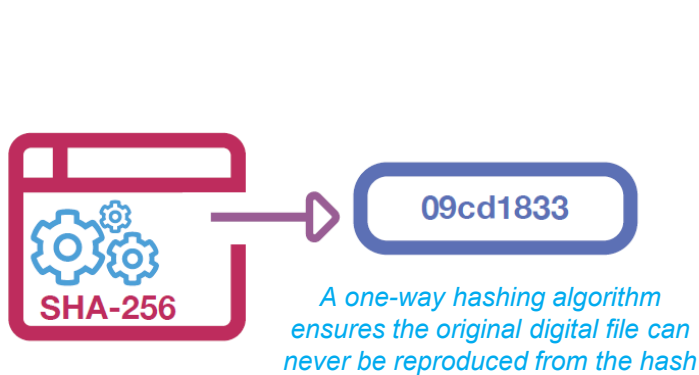 SHA-256
09cd1833
A one-way hashing algorithm
ensures the original digital file can
never be reproduced from the hash